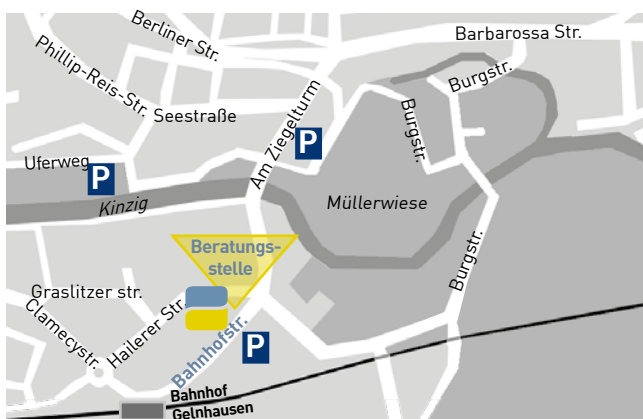 Berliner Str.
Barbarossa Str.
Phillip-Reis-Str.
Burgstr.
Seestraße
Am Ziegelturm
Burgstr.
P
Uferweg
P
Kinzig
Müllerwiese
Beratungs-
stelle
Burgstr.
Graslitzer str.
Hailerer Str.
Clamecystr.
Bahnhofstr.
P
Bahnhof
Gelnhausen